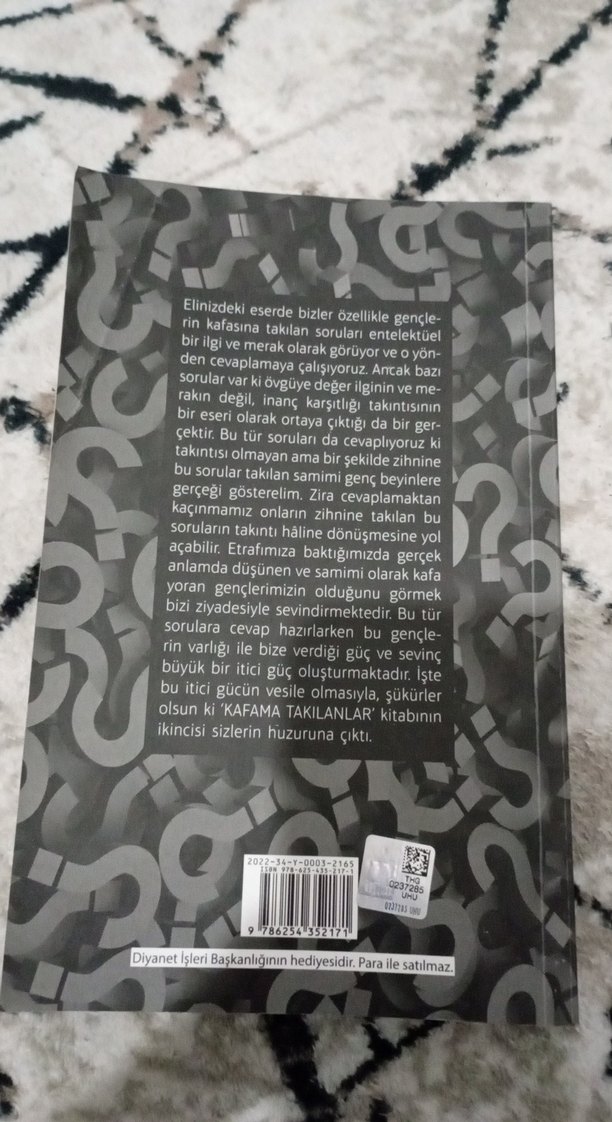 Elinizdeki eserde bizler özellikle gençle-
rin kafasına takılan soruları entelektüel
bir ilgi ve merak olarak görüyor ve o yön-
den cevaplamaya çalışıyoruz. Ancak bazı
sorular var ki övgüye değer ilginin ve me-
rakın değil, inanç karşıtlığı takıntısının
bir eseri olarak ortaya çıktığı da bir ger-
çektir. Bu tür soruları da cevaplıyoruz ki
takıntısı olmayan ama bir şekilde zihnine
bu sorular takılan samimi genç beyinlere
gerçeği gösterelim. Zira cevaplamaktan
kaçınmamız onların zihnine takılan bu
soruların takıntı hâline dönüşmesine yol
açabilir. Etrafımıza baktığımızda gerçek
anlamda düşünen ve samimi olarak kafa
yoran gençlerimizin olduğunu görmek
bizi ziyadesiyle sevindirmektedir. Bu tür
sorulara cevap hazırlarken bu gençle-
rin varlığı ile bize verdiği güç ve sevinç
büyük bir itici güç oluşturmaktadır. İşte
bu itici gücün vesile olmasıyla, şükürler
olsun ki ‘KAFAMA TAKILANLAR’ kitabının
ikincisi sizlerin huzuruna çıktı.
2022-34-Y-0003-2165
ISBN 978-625-435-217-1
9 786254 352171
THG
0237285
UHU
0237285 UHU
Diyanet İşleri Başkanlığının hediyesidir. Para ile satılmaz.